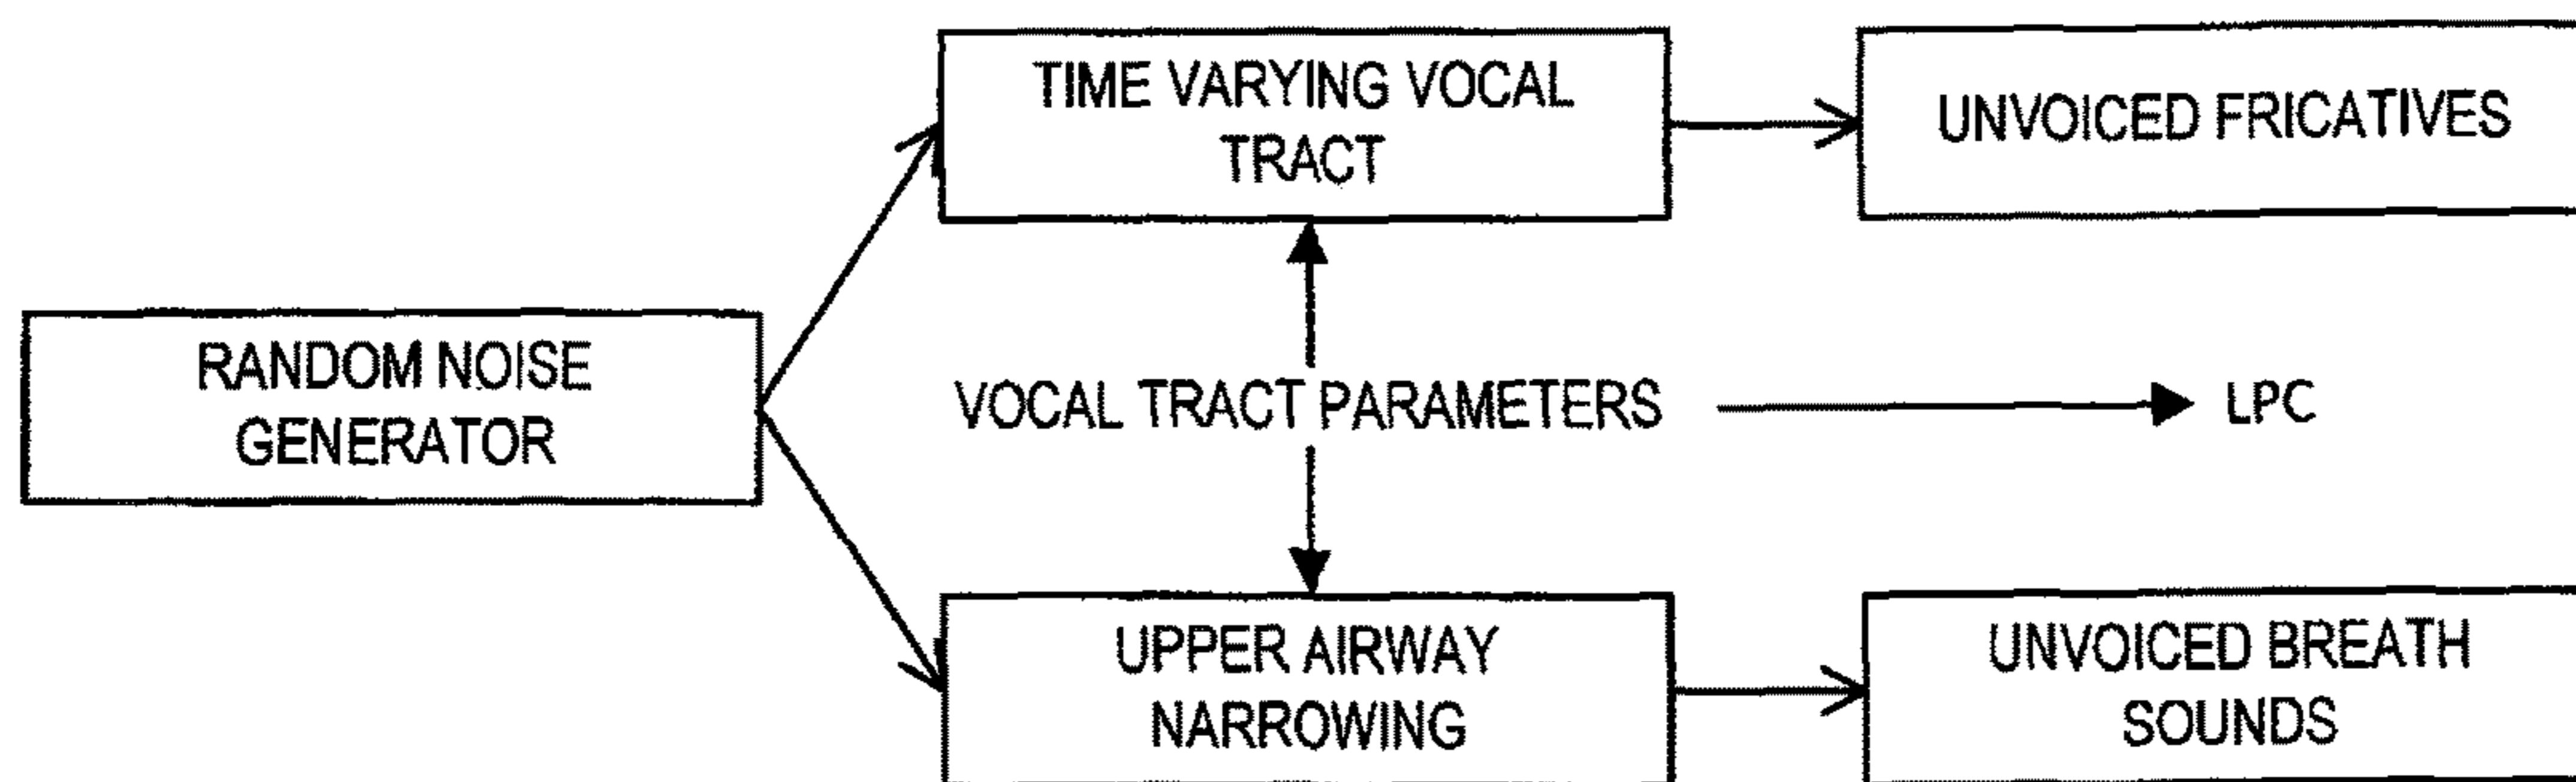 TIME VARYING VOCAL
TRACT
UNVOICED FRICATIVES
RANDOM NOISE
GENERATOR
VOCAL TRACT PARAMETERS
LPC
UPPER AIRWAY
NARROWING
UNVOICED BREATH
SOUNDS